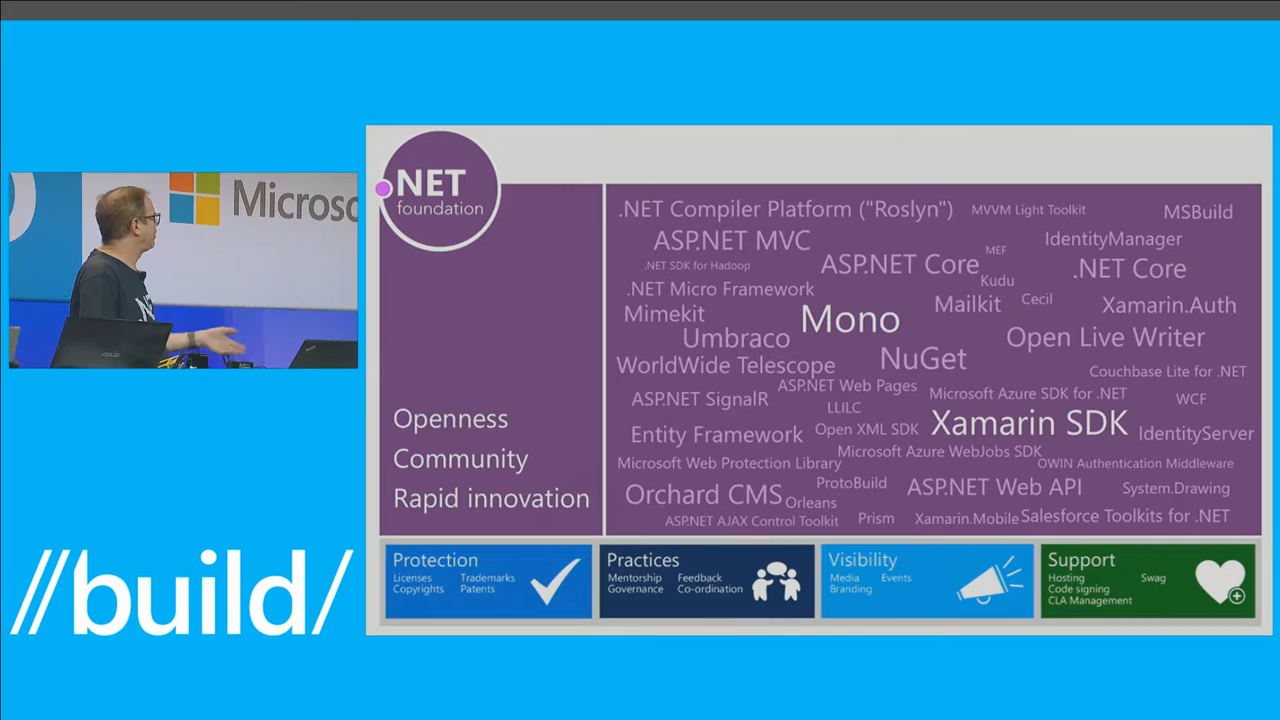 Microso
ASUS
//build/
.NET
foundation
Openness
Community
Rapid innovation
.NET Compiler Platform ("Roslyn")
MVVM Light Toolkit
MSBuild
ASP.NET MVC
IdentityManager
MEF
.NET SDK for Hadoop
ASP.NET Core
.NET Core
Kudu
.NET Micro Framework
Mimekit
Mono
Mailkit
Cecil
Xamarin.Auth
Umbraco
Open Live Writer
WorldWide Telescope
NuGet
Couchbase Lite for .NET
ASP.NET Web Pages
Microsoft Azure SDK for .NET
ASP.NET SignalR
LLILC
WCF
Xamarin SDK
Entity Framework
Open XML SDK
IdentityServer
Microsoft Azure WebJobs SDK
Microsoft Web Protection Library
OWIN Authentication Middleware
Orchard CMS
ProtoBuild
ASP.NET Web API
System.Drawing
Orleans
ASP.NET AJAX Control Toolkit
Prism
Xamarin.Mobile
Salesforce Toolkits for .NET
Protection
Licenses
Trademarks
Copyrights
Patents
Practices
Mentorship
Feedback
Governance
Co-ordination
Visibility
Media
Events
Branding
Support
Hosting
Swag
Code signing
CLA Management